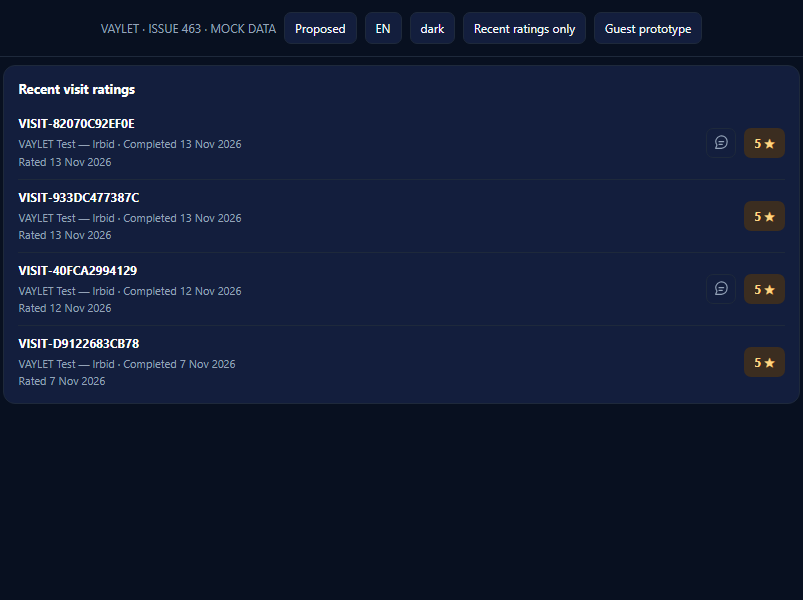 VAYLET · ISSUE 463 · MOCK DATA Proposed EN dark Recent ratings only Guest prototype
Recent visit ratings
VISIT-82070C92EF0E
VAYLET Test — Irbid · Completed 13 Nov 2026
Rated 13 Nov 2026
5 ★
VISIT-933DC477387C
VAYLET Test — Irbid · Completed 13 Nov 2026
Rated 13 Nov 2026
5 ★
VISIT-40FCA2994129
VAYLET Test — Irbid · Completed 12 Nov 2026
Rated 12 Nov 2026
5 ★
VISIT-D9122683CB78
VAYLET Test — Irbid · Completed 7 Nov 2026
Rated 7 Nov 2026
5 ★